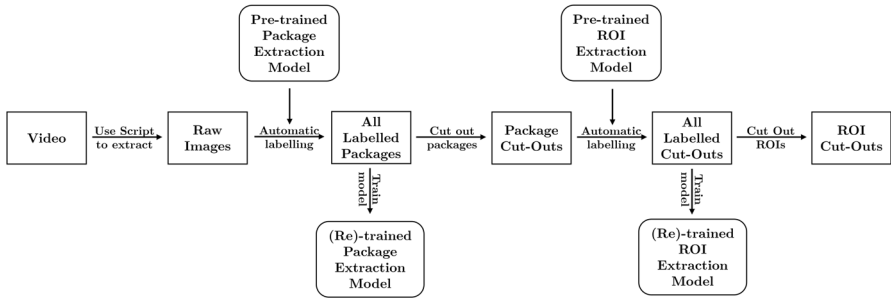 Pre-trained
Package
Extraction
Model
Pre-trained
ROI
Extraction
Model
Video
Use Script
to extract
Raw
Images
Automatic
labelling
All
Labelled
Packages
Cut out
packages
Package
Cut-Outs
Automatic
labelling
All
Labelled
Cut-Outs
Cut Out
ROIs
ROI
Cut-Outs
Train
model
Train
model
(Re)-trained
Package
Extraction
Model
(Re)-trained
ROI
Extraction
Model